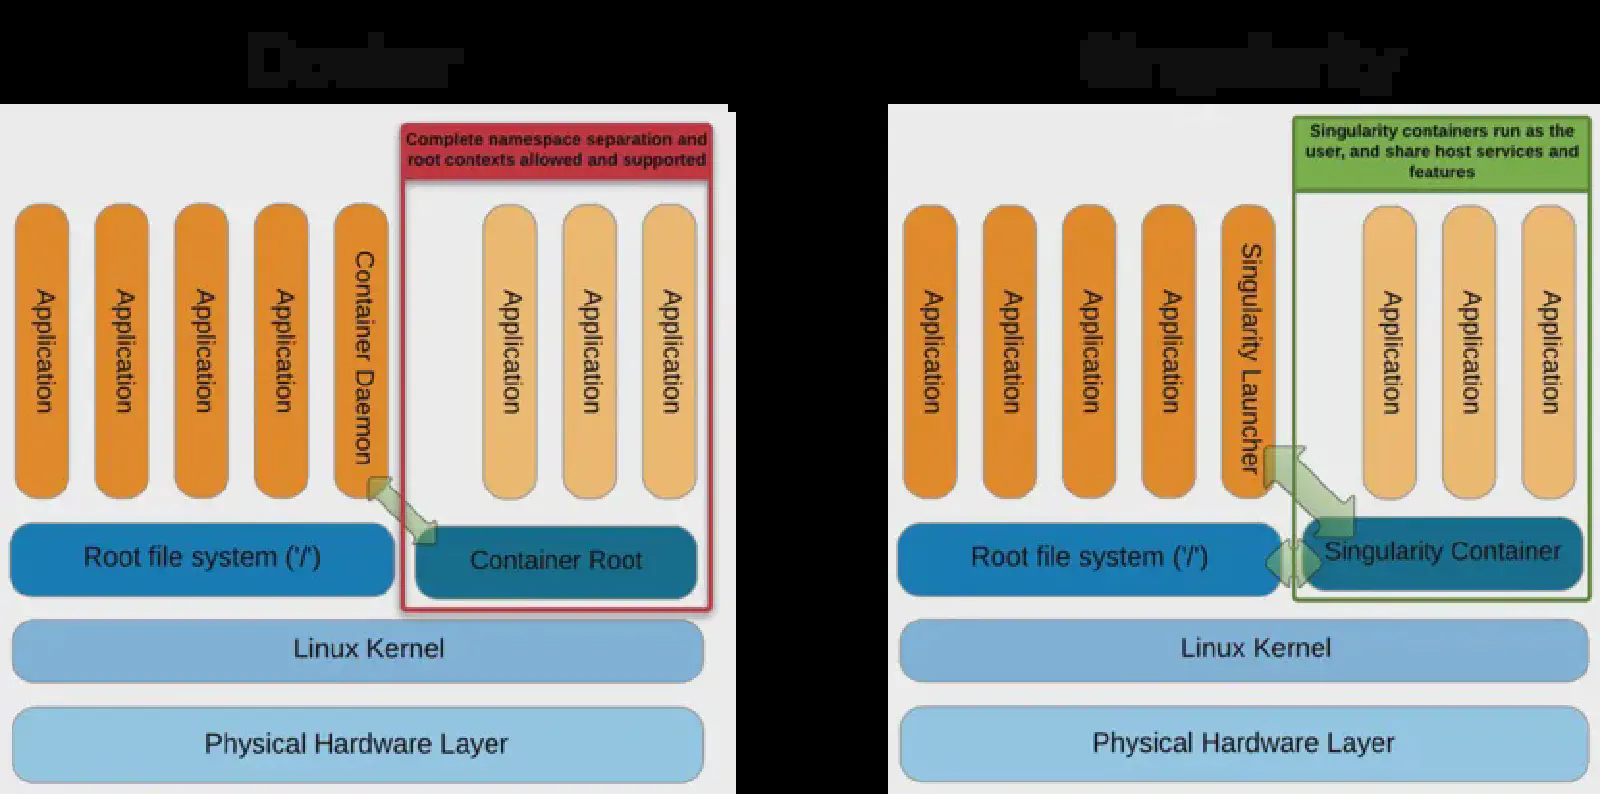 Docker
Complete namespace separation and
root contexts allowed and supported
Application
Application
Application
Application
Container Daemon
Application
Application
Application
Root file system ('/')
Container Root
Linux Kernel
Physical Hardware Layer
Singularity
Singularity containers run as the
user, and share host services and
features
Application
Application
Application
Application
Singularity Launcher
Application
Application
Application
Root file system ('/')
Singularity Container
Linux Kernel
Physical Hardware Layer